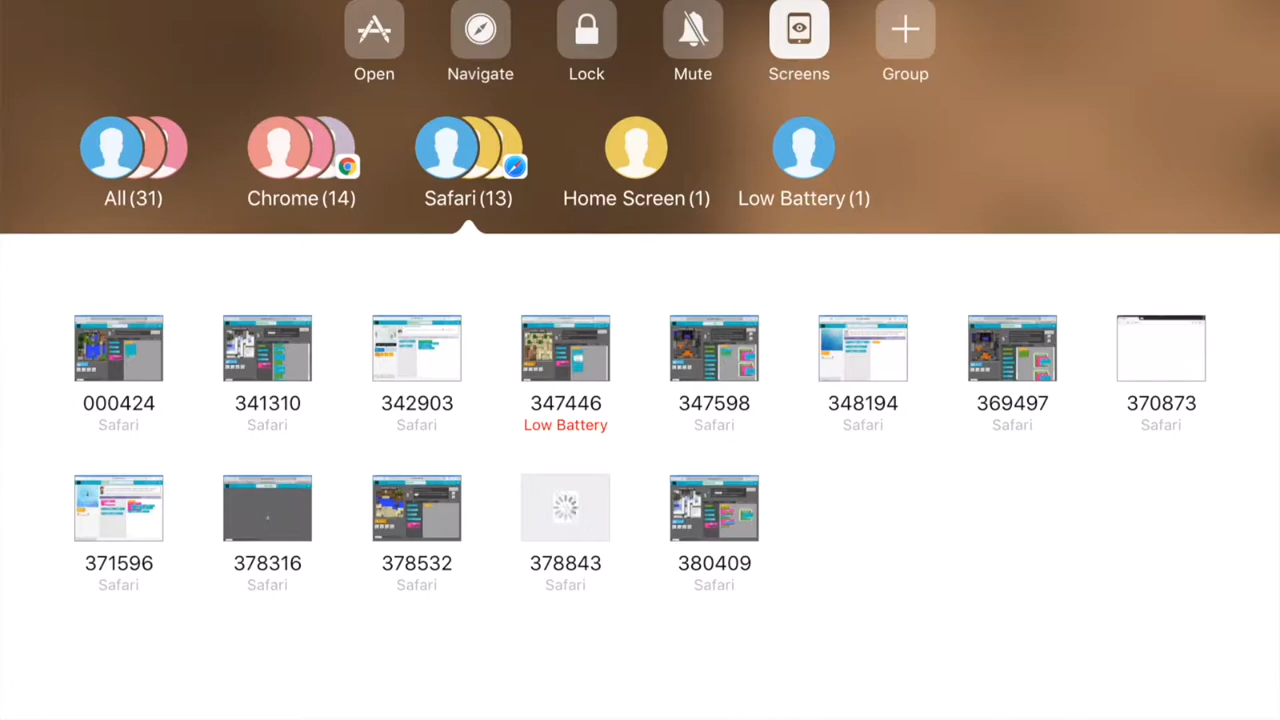 Open Navigate Lock Mute Screens Group
All (31) Chrome (14) Safari (13) Home Screen (1) Low Battery (1)
000424 341310 342903 347446 347598 348194 369497 370873
Safari Safari Safari Low Battery Safari Safari Safari Safari
371596 378316 378532 378843 380409
Safari Safari Safari Safari Safari